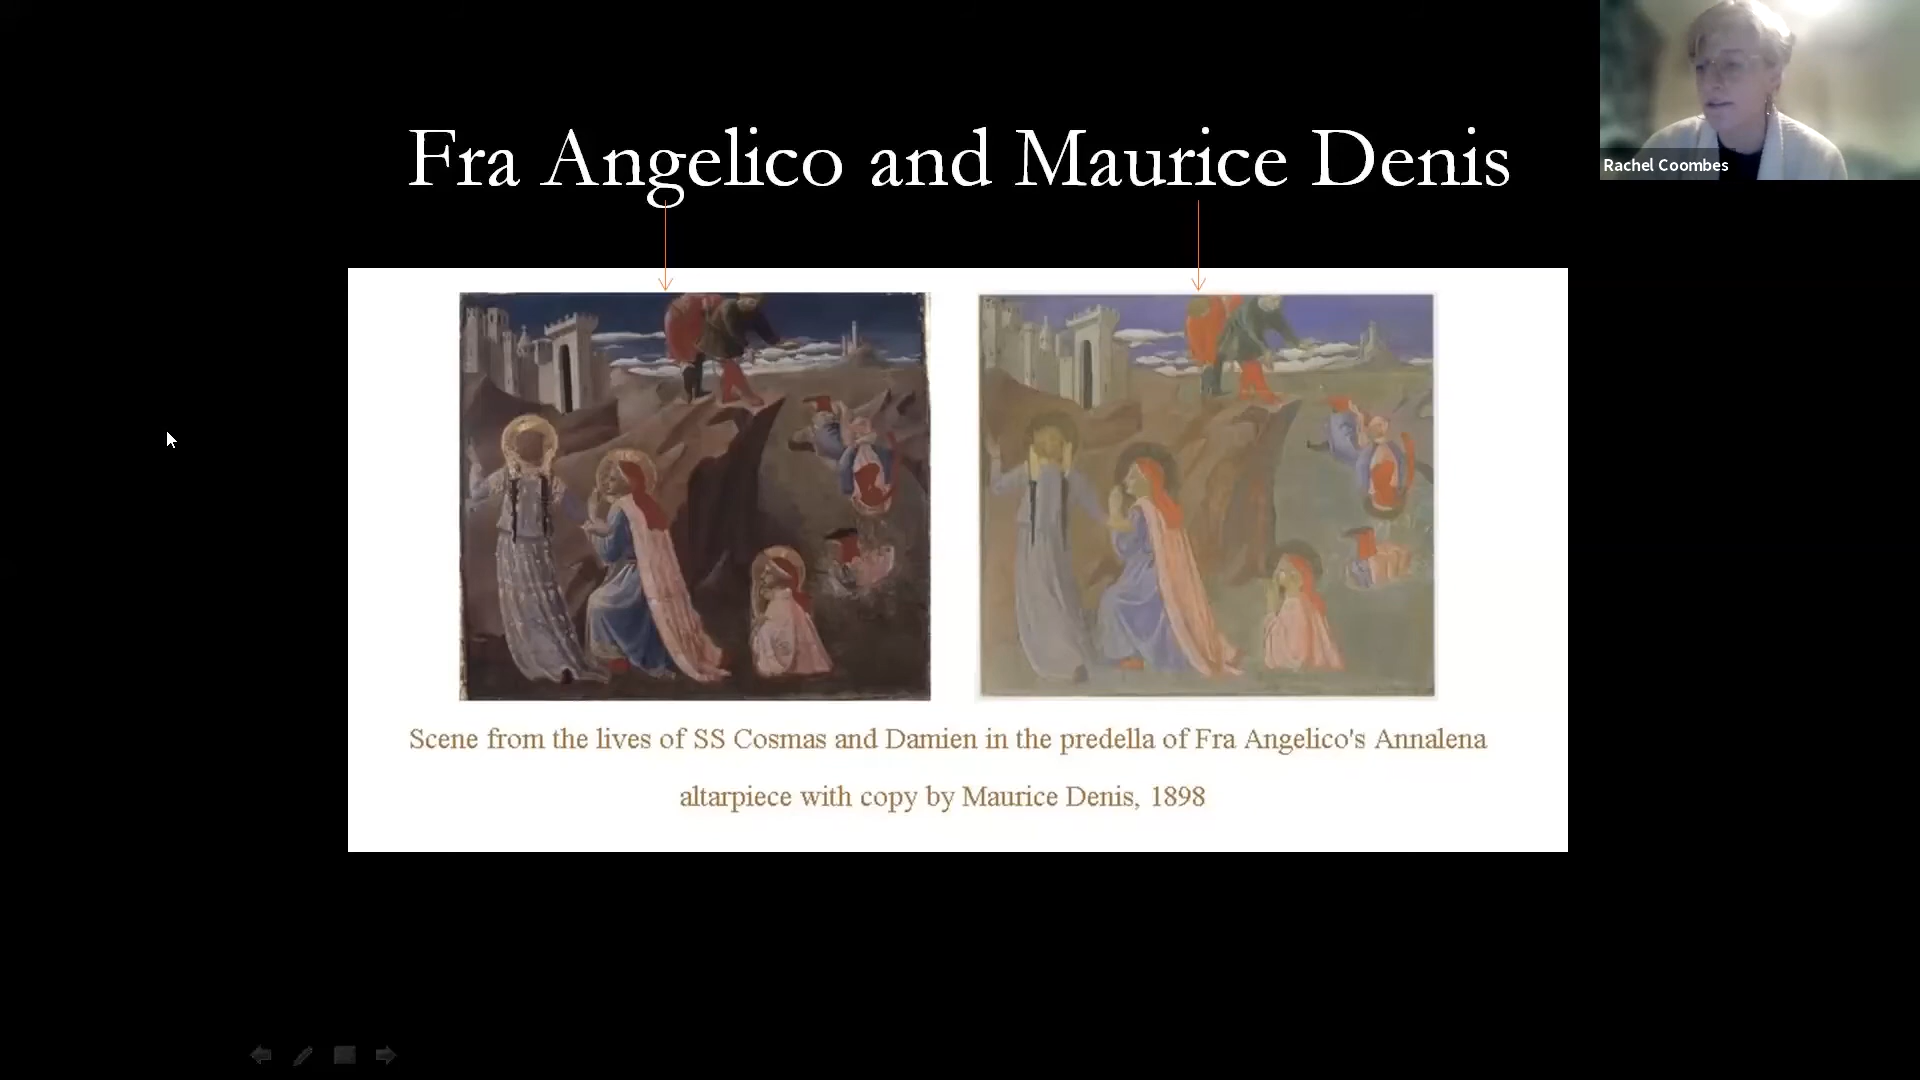 Fra Angelico and Maurice Denis
Rachel Coombes
Scene from the lives of SS Cosmas and Damien in the predella of Fra Angelico's Annalena
altarpiece with copy by Maurice Denis, 1898